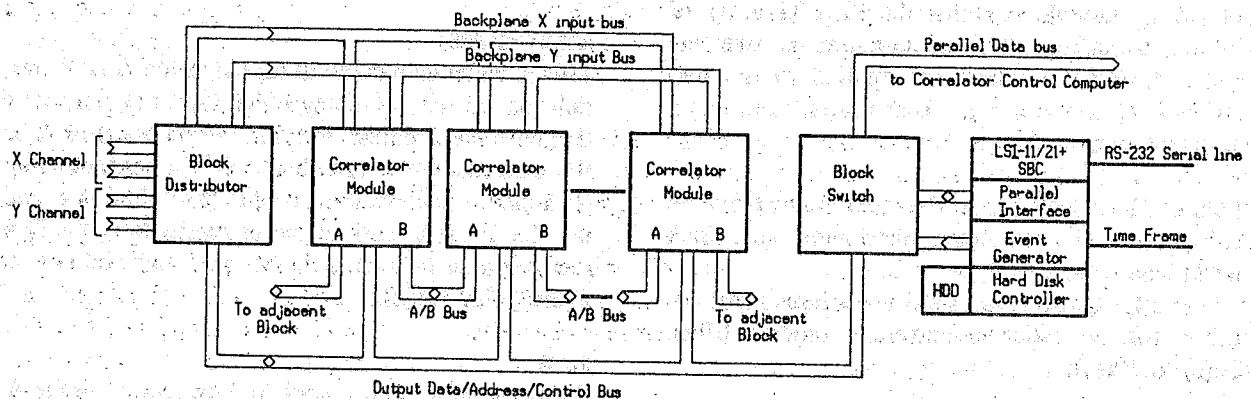 Backplane X input bus
Backplane Y input Bus
Parallel Data bus
to Correlator Control Computer
X Channel
Y Channel
Block
Distributor
Correlator
Module
A B
Correlator
Module
A B
Correlator
Module
A B
Block
Switch
LSI-11/21+
SBC
Parallel
Interface
Event
Generator
HDD
Hard Disk
Controller
RS-232 Serial line
Time Frame
To adjacent
Block
A/B Bus
A/B Bus
To adjacent
Block
Output Data/Address/Control Bus